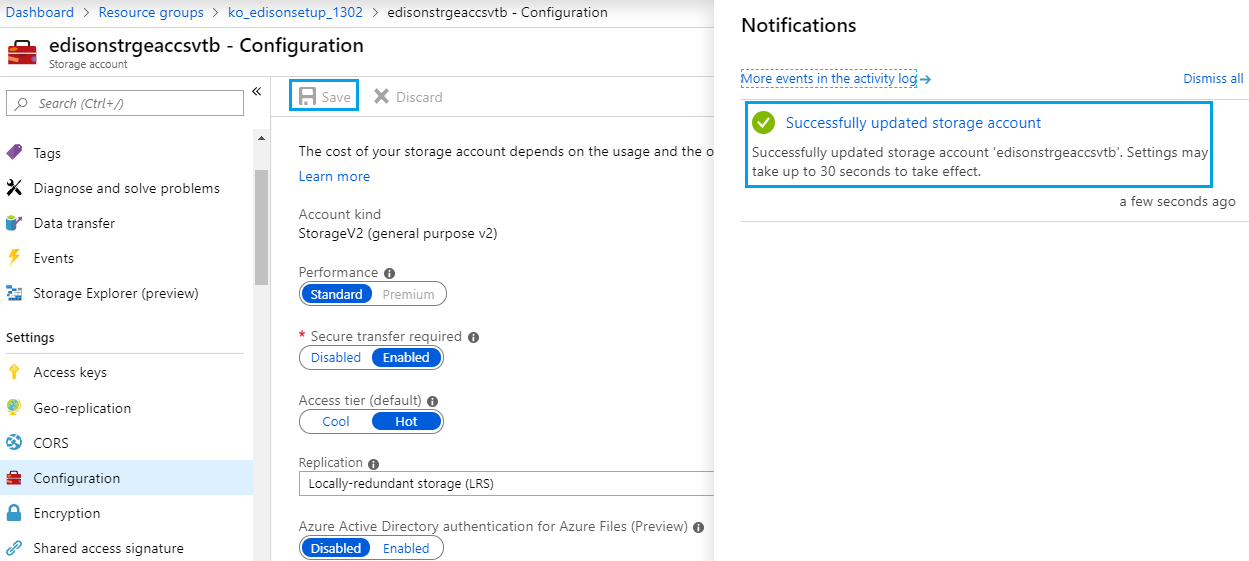 Dashboard > Resource groups > ko_edisonsetup_1302 > edisonstrgeaccsvtb - Configuration
edisonstrgeaccsvtb - Configuration
Storage account
Search (Ctrl+/)
«
Tags
Diagnose and solve problems
Data transfer
Events
Storage Explorer (preview)
Settings
Access keys
Geo-replication
CORS
Configuration
Encryption
Shared access signature
Save Discard
The cost of your storage account depends on the usage and the o
Learn more
Account kind
StorageV2 (general purpose v2)
Performance
Standard Premium
* Secure transfer required
Disabled Enabled
Access tier (default)
Cool Hot
Replication
Locally-redundant storage (LRS)
Azure Active Directory authentication for Azure Files (Preview)
Disabled Enabled
Notifications
More events in the activity log →
Dismiss all
Successfully updated storage account
Successfully updated storage account 'edisonstrgeaccsvtb'. Settings may
take up to 30 seconds to take effect.
a few seconds ago